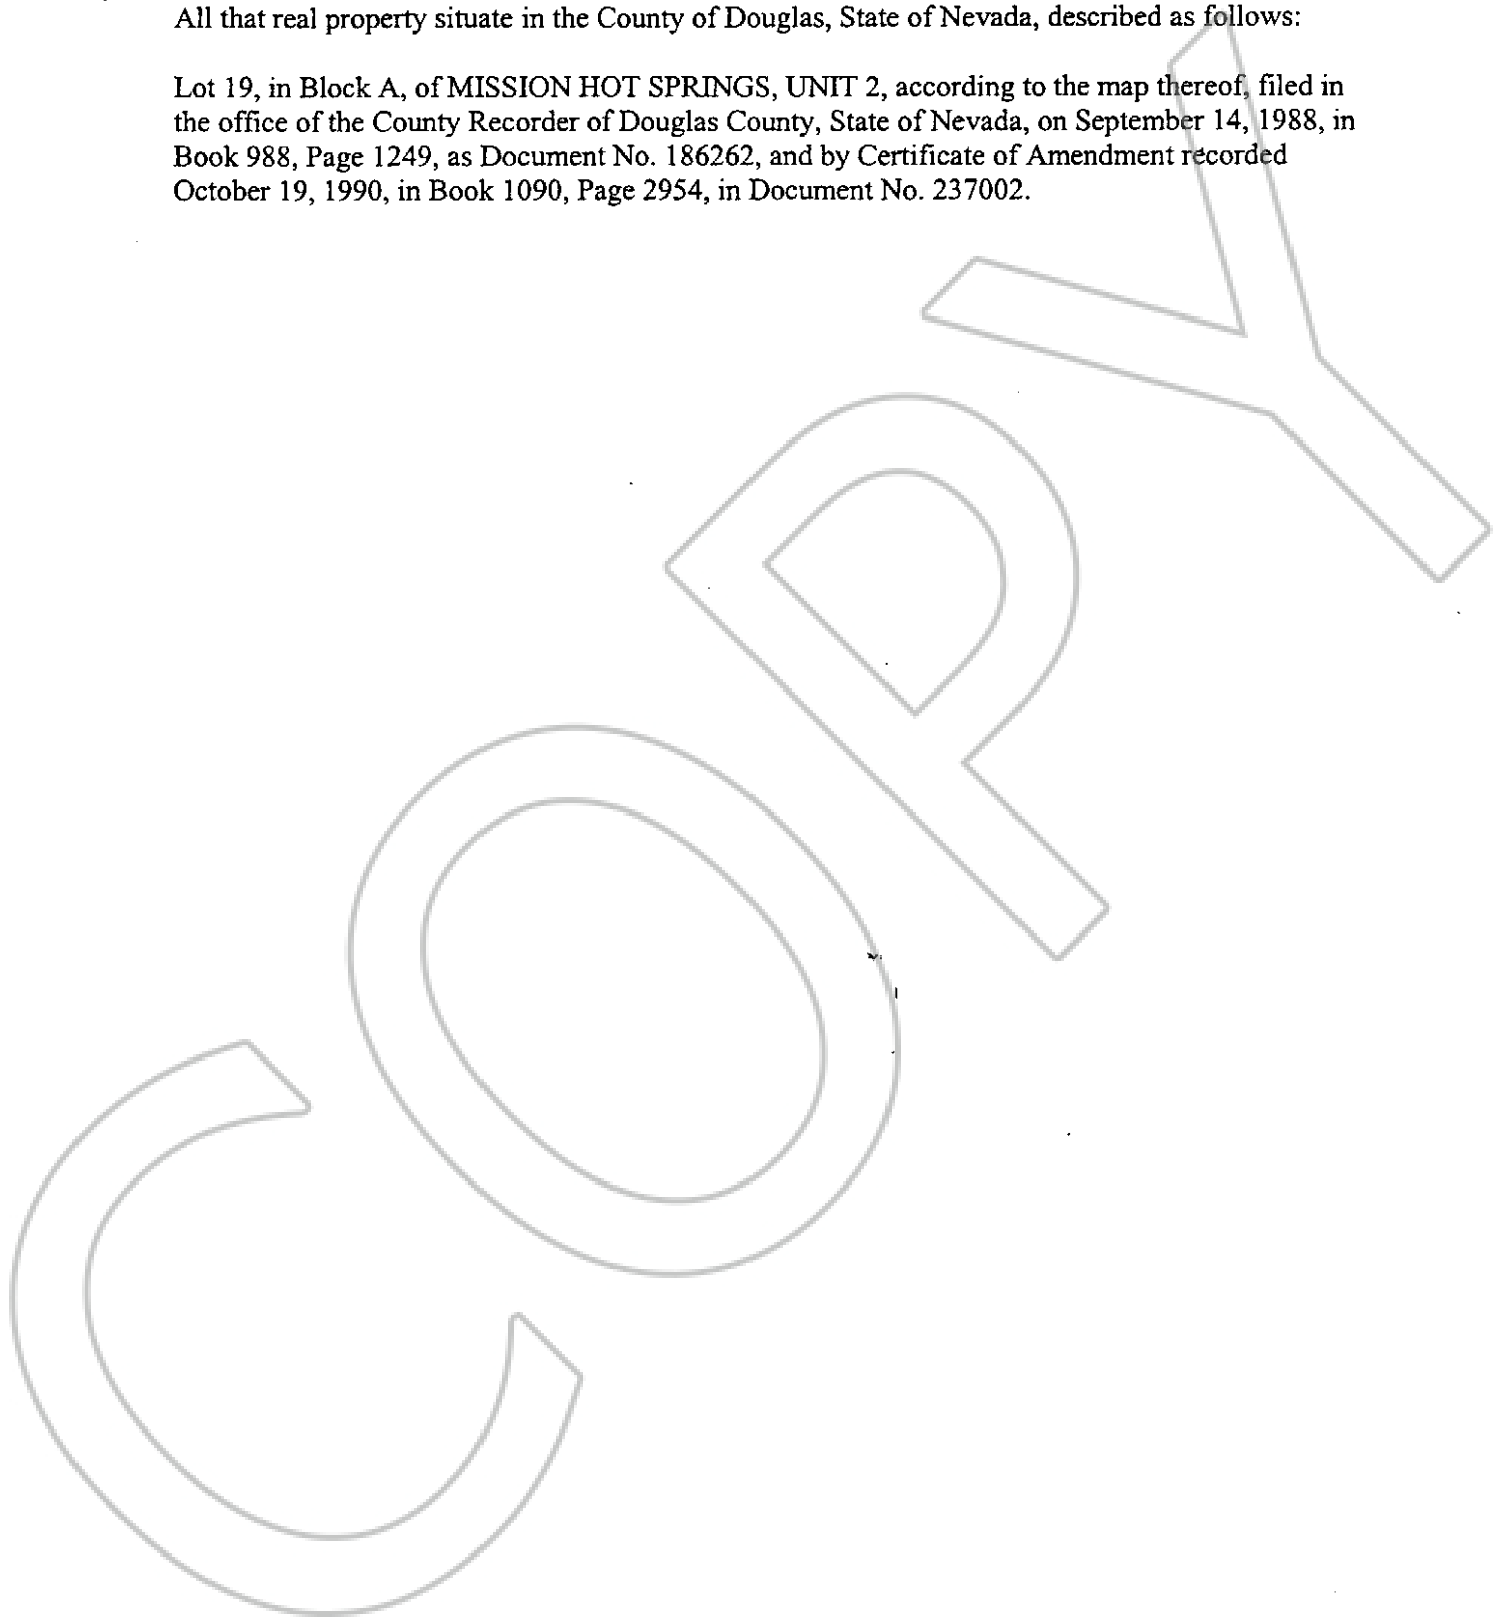 All that real property situate in the County of Douglas, State of Nevada, described as follows:
Lot 19, in Block A, of MISSION HOT SPRINGS, UNIT 2, according to the map thereof, filed in
the office of the County Recorder of Douglas County, State of Nevada, on September 14, 1988, in
Book 988, Page 1249, as Document No. 186262, and by Certificate of Amendment recorded
October 19, 1990, in Book 1090, Page 2954, in Document No. 237002.
COPY